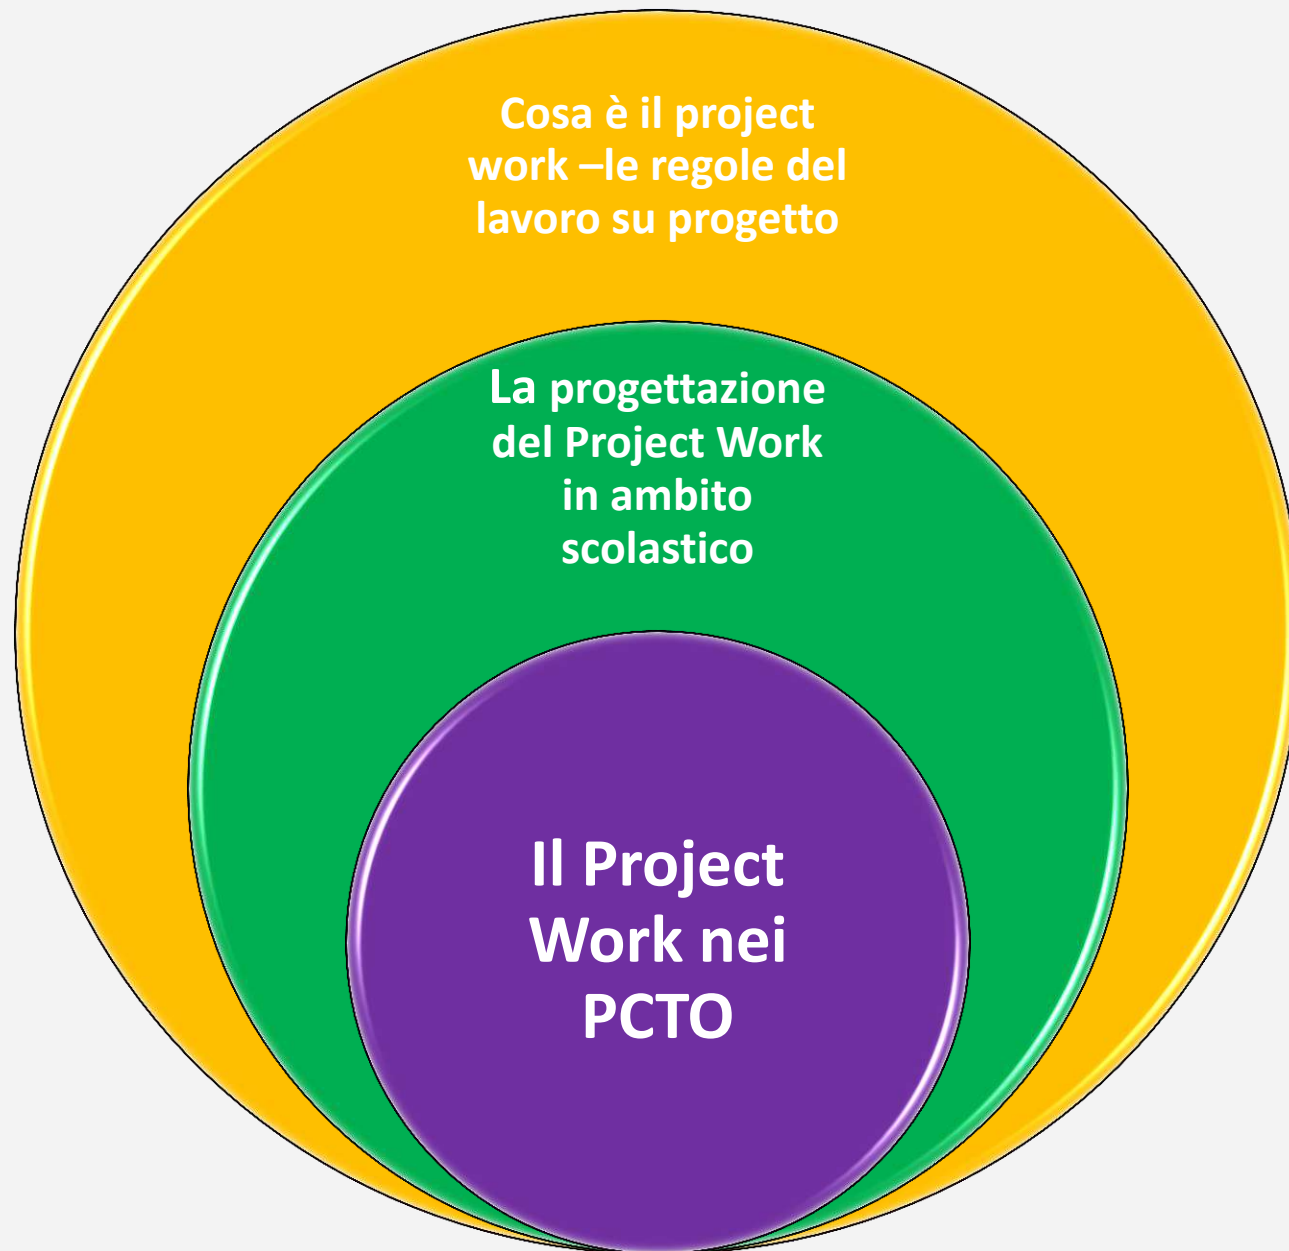 Cosa è il project
work –le regole del
lavoro su progetto
La progettazione
del Project Work
in ambito
scolastico
Il Project
Work nei
PCTO